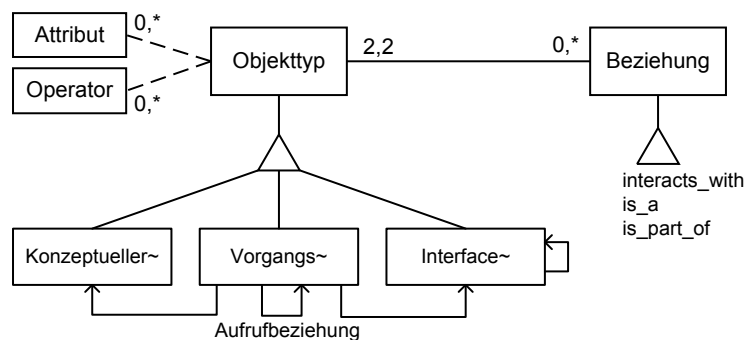 Attribut
0,*
Operator
0,*
Objekttyp
2,2
0,*
Beziehung
interacts_with
is_a
is_part_of
Konzeptueller~
Vorgangs~
Interface~
Aufrufbeziehung